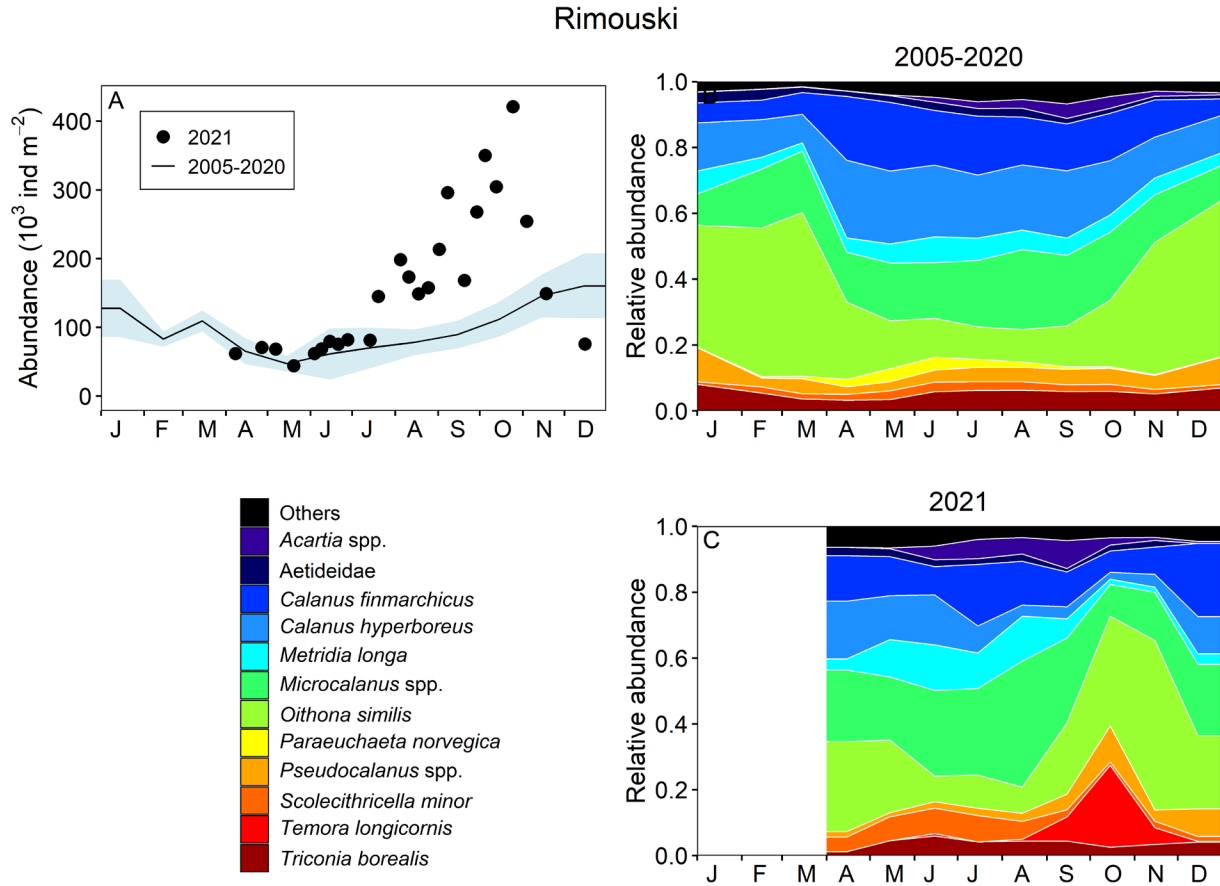 Rimouski
A
2021
2005-2020
Abundance (10³ ind m⁻²)
400
300
200
100
0
J F M A M J J A S O N D
2005-2020
B
Relative abundance
1.0
0.8
0.6
0.4
0.2
0.0
J F M A M J J A S O N D
Others
Acartia spp.
Aetideidae
Calanus finmarchicus
Calanus hyperboreus
Metridia longa
Microcalanus spp.
Oithona similis
Paraeuchaeta norvegica
Pseudocalanus spp.
Scolecithricella minor
Temora longicornis
Triconia borealis
2021
C
Relative abundance
1.0
0.8
0.6
0.4
0.2
0.0
J F M A M J J A S O N D